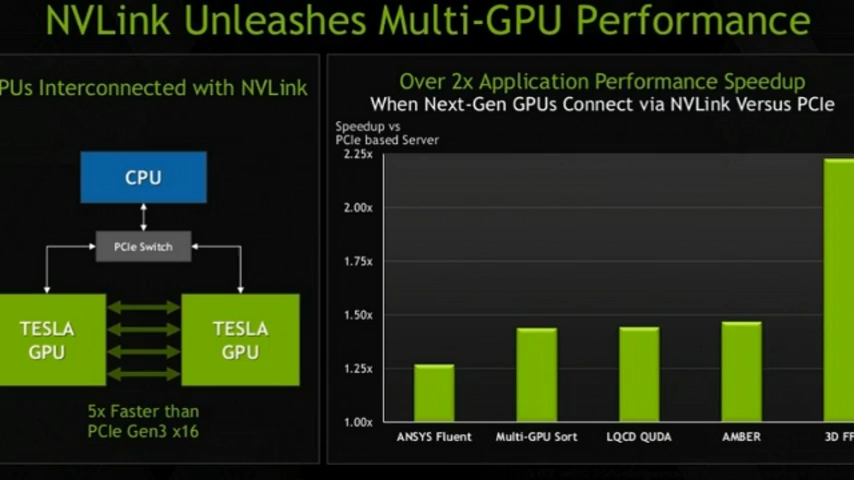 NVLink Unleashes Multi-GPU Performance
PUs Interconnected with NVLink
CPU
PCIe Switch
TESLA
GPU
TESLA
GPU
5x Faster than
PCIe Gen3 x16
Over 2x Application Performance Speedup
When Next-Gen GPUs Connect via NVLink Versus PCIe
Speedup vs
PCIe based Server
2.25x
2.00x
1.75x
1.50x
1.25x
1.00x
ANSYS Fluent
Multi-GPU Sort
LQCD QUDA
AMBER
3D FF